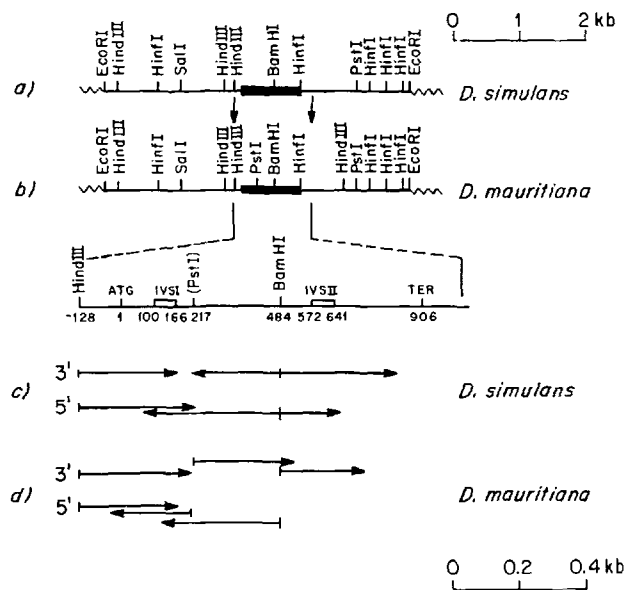 0 1 2 kb
EcoRI HindIII HinfI SalI HindIII HindIII BamHI HinfI PstI HinfI HinfI HinfI EcoRI
a) D. simulans
EcoRI HindIII HinfI SalI HindIII HindIII PstI BamHI HinfI HindIII PstI HinfI HinfI HinfI EcoRI
b) D. mauritiana
HindIII ATG IVSI (PstI) BamHI IVSII TER
-128 1 100 166 217 484 572 641 906
3'
c) D. simulans
5'
3'
d) D. mauritiana
5'
0 0.2 0.4 kb